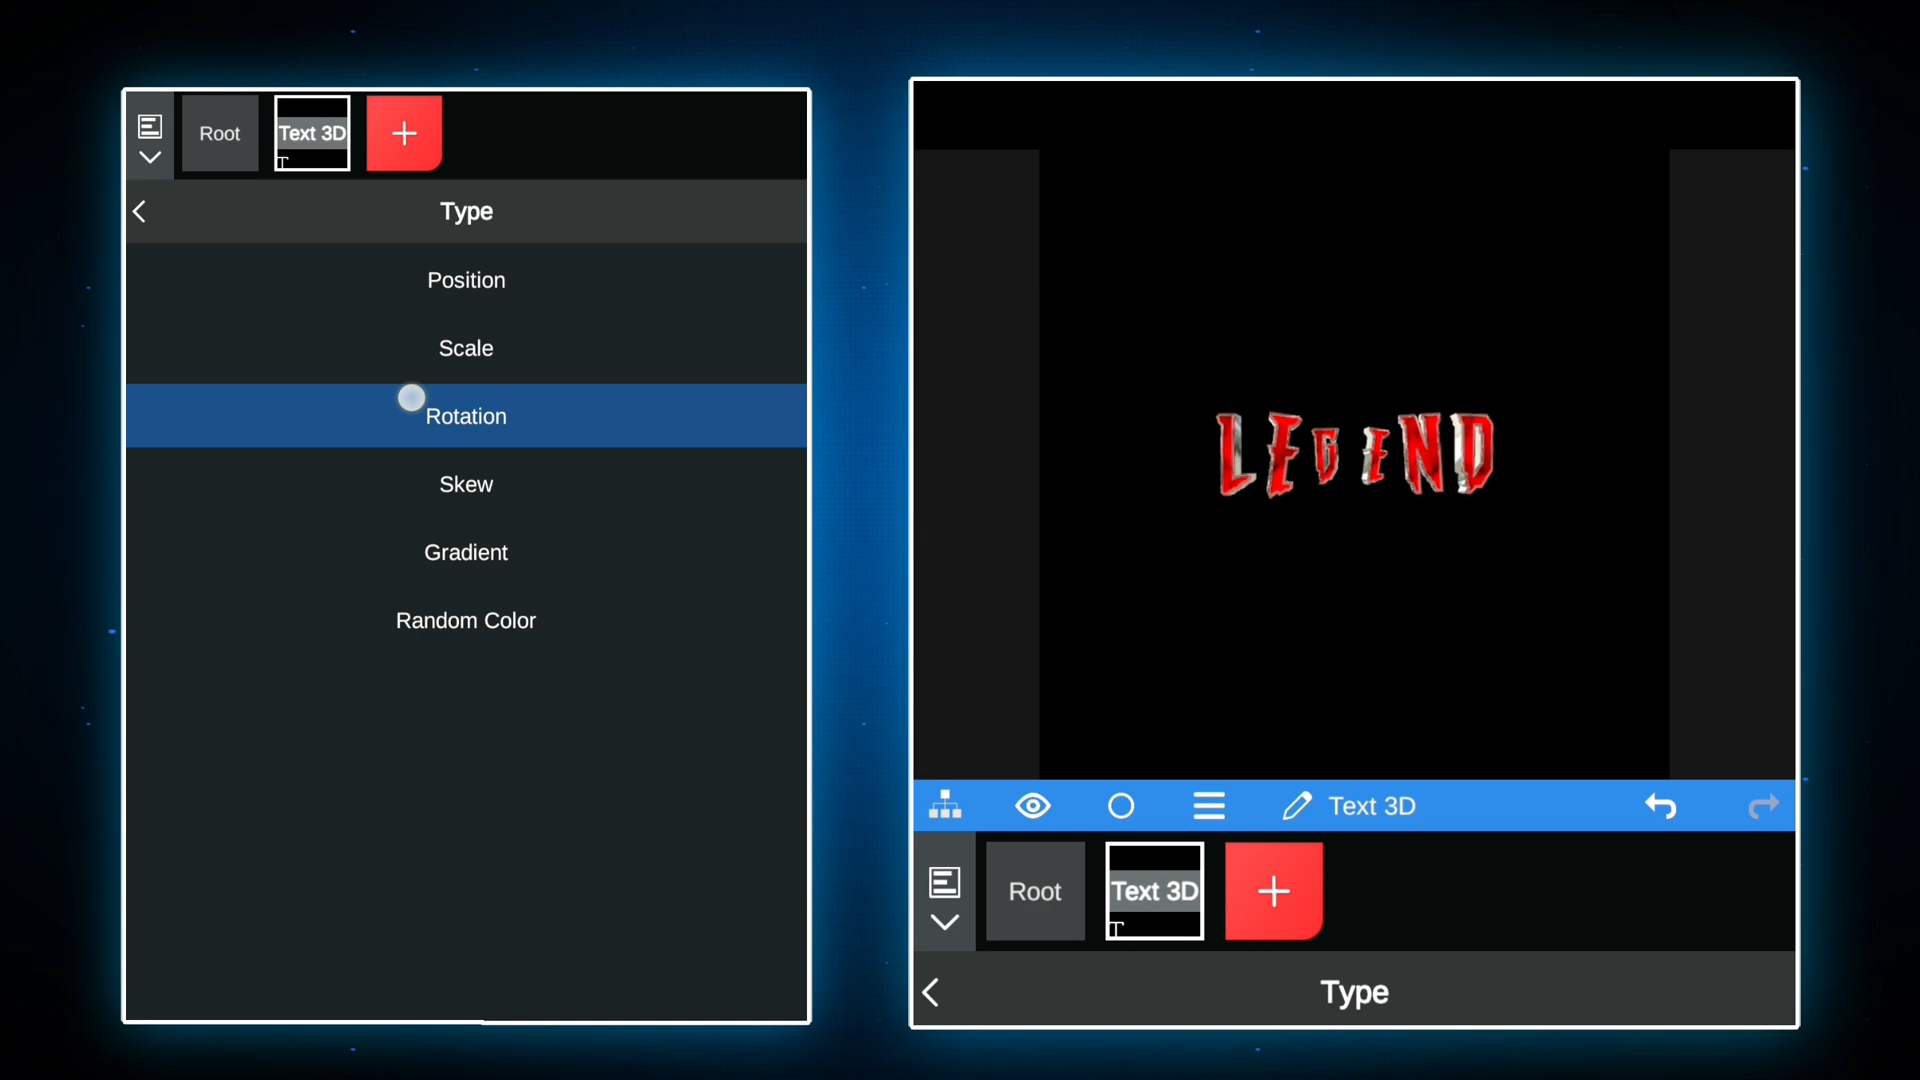 Root
Text 3D
T
Type
Position
Scale
Rotation
Skew
Gradient
Random Color
LEGEND
Text 3D
Root
Text 3D
T
Type